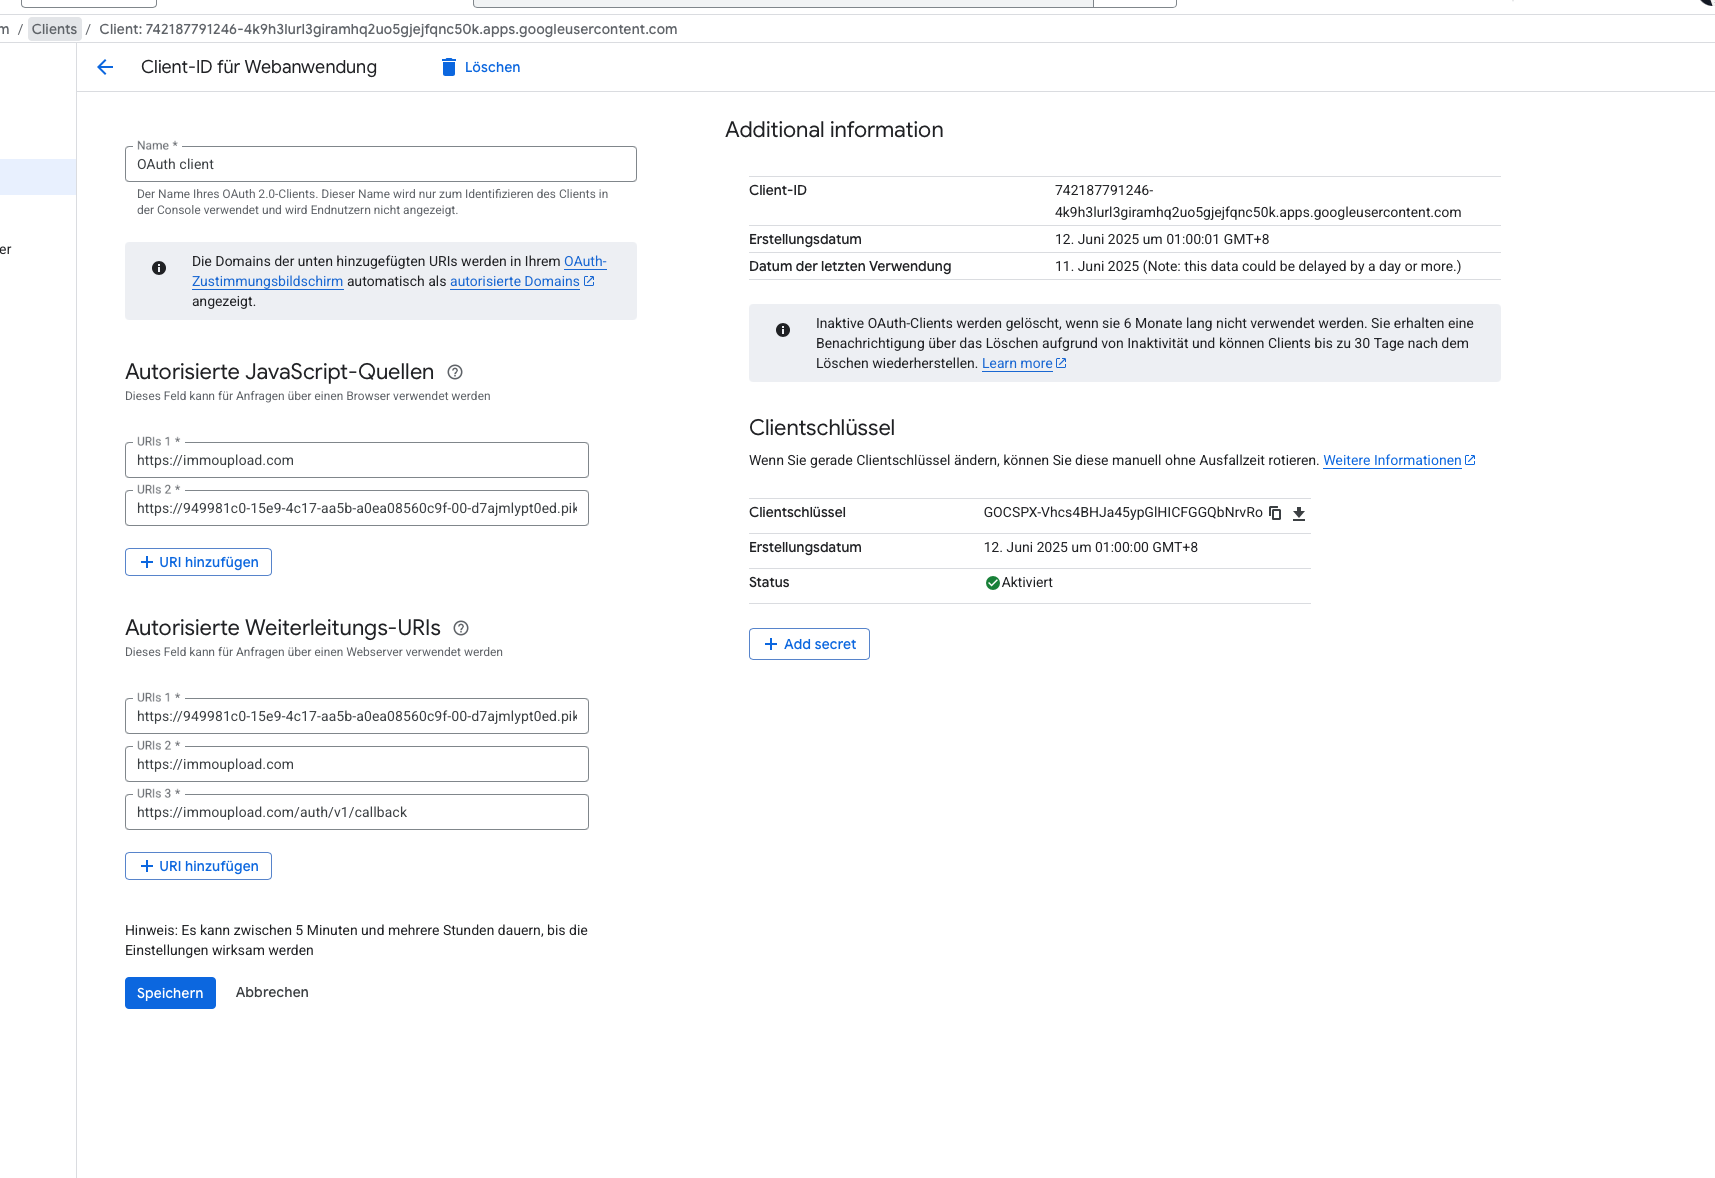 m / Clients / Client: 742187791246-4k9h3lurl3giramhq2uo5gjejfqnc50k.apps.googleusercontent.com
Client-ID für Webanwendung
Löschen
er
Name *
OAuth client
Der Name Ihres OAuth 2.0-Clients. Dieser Name wird nur zum Identifizieren des Clients in
der Console verwendet und wird Endnutzern nicht angezeigt.
Die Domains der unten hinzugefügten URIs werden in Ihrem OAuth-
Zustimmungsbildschirm automatisch als autorisierte Domains
angezeigt.
Autorisierte JavaScript-Quellen
Dieses Feld kann für Anfragen über einen Browser verwendet werden
URIs 1 *
https://immoupload.com
URIs 2 *
https://949981c0-15e9-4c17-aa5b-a0ea08560c9f-00-d7ajmlypt0ed.pik
+ URI hinzufügen
Autorisierte Weiterleitungs-URIs
Dieses Feld kann für Anfragen über einen Webserver verwendet werden
URIs 1 *
https://949981c0-15e9-4c17-aa5b-a0ea08560c9f-00-d7ajmlypt0ed.pik
URIs 2 *
https://immoupload.com
URIs 3 *
https://immoupload.com/auth/v1/callback
+ URI hinzufügen
Hinweis: Es kann zwischen 5 Minuten und mehrere Stunden dauern, bis die
Einstellungen wirksam werden
Speichern
Abbrechen
Additional information
Client-ID
742187791246-
4k9h3lurl3giramhq2uo5gjejfqnc50k.apps.googleusercontent.com
Erstellungsdatum
12. Juni 2025 um 01:00:01 GMT+8
Datum der letzten Verwendung
11. Juni 2025 (Note: this data could be delayed by a day or more.)
Inaktive OAuth-Clients werden gelöscht, wenn sie 6 Monate lang nicht verwendet werden. Sie erhalten eine
Benachrichtigung über das Löschen aufgrund von Inaktivität und können Clients bis zu 30 Tage nach dem
Löschen wiederherstellen. Learn more
Clientschlüssel
Wenn Sie gerade Clientschlüssel ändern, können Sie diese manuell ohne Ausfallzeit rotieren. Weitere Informationen
Clientschlüssel
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
Erstellungsdatum
12. Juni 2025 um 01:00:00 GMT+8
Status
Aktiviert
+ Add secret